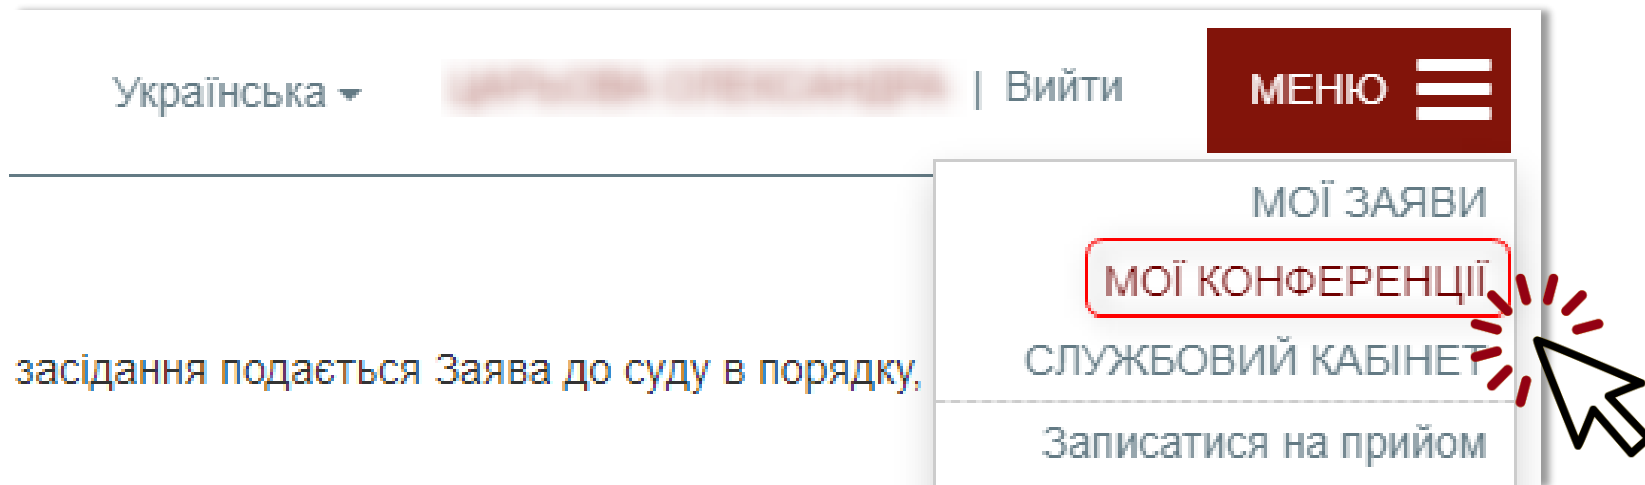 Українська
| Вийти
МЕНЮ
МОЇ ЗАЯВИ
МОЇ КОНФЕРЕНЦІЇ
СЛУЖБОВИЙ КАБІНЕТ
засідання подається Заява до суду в порядку,
Записатися на прийом